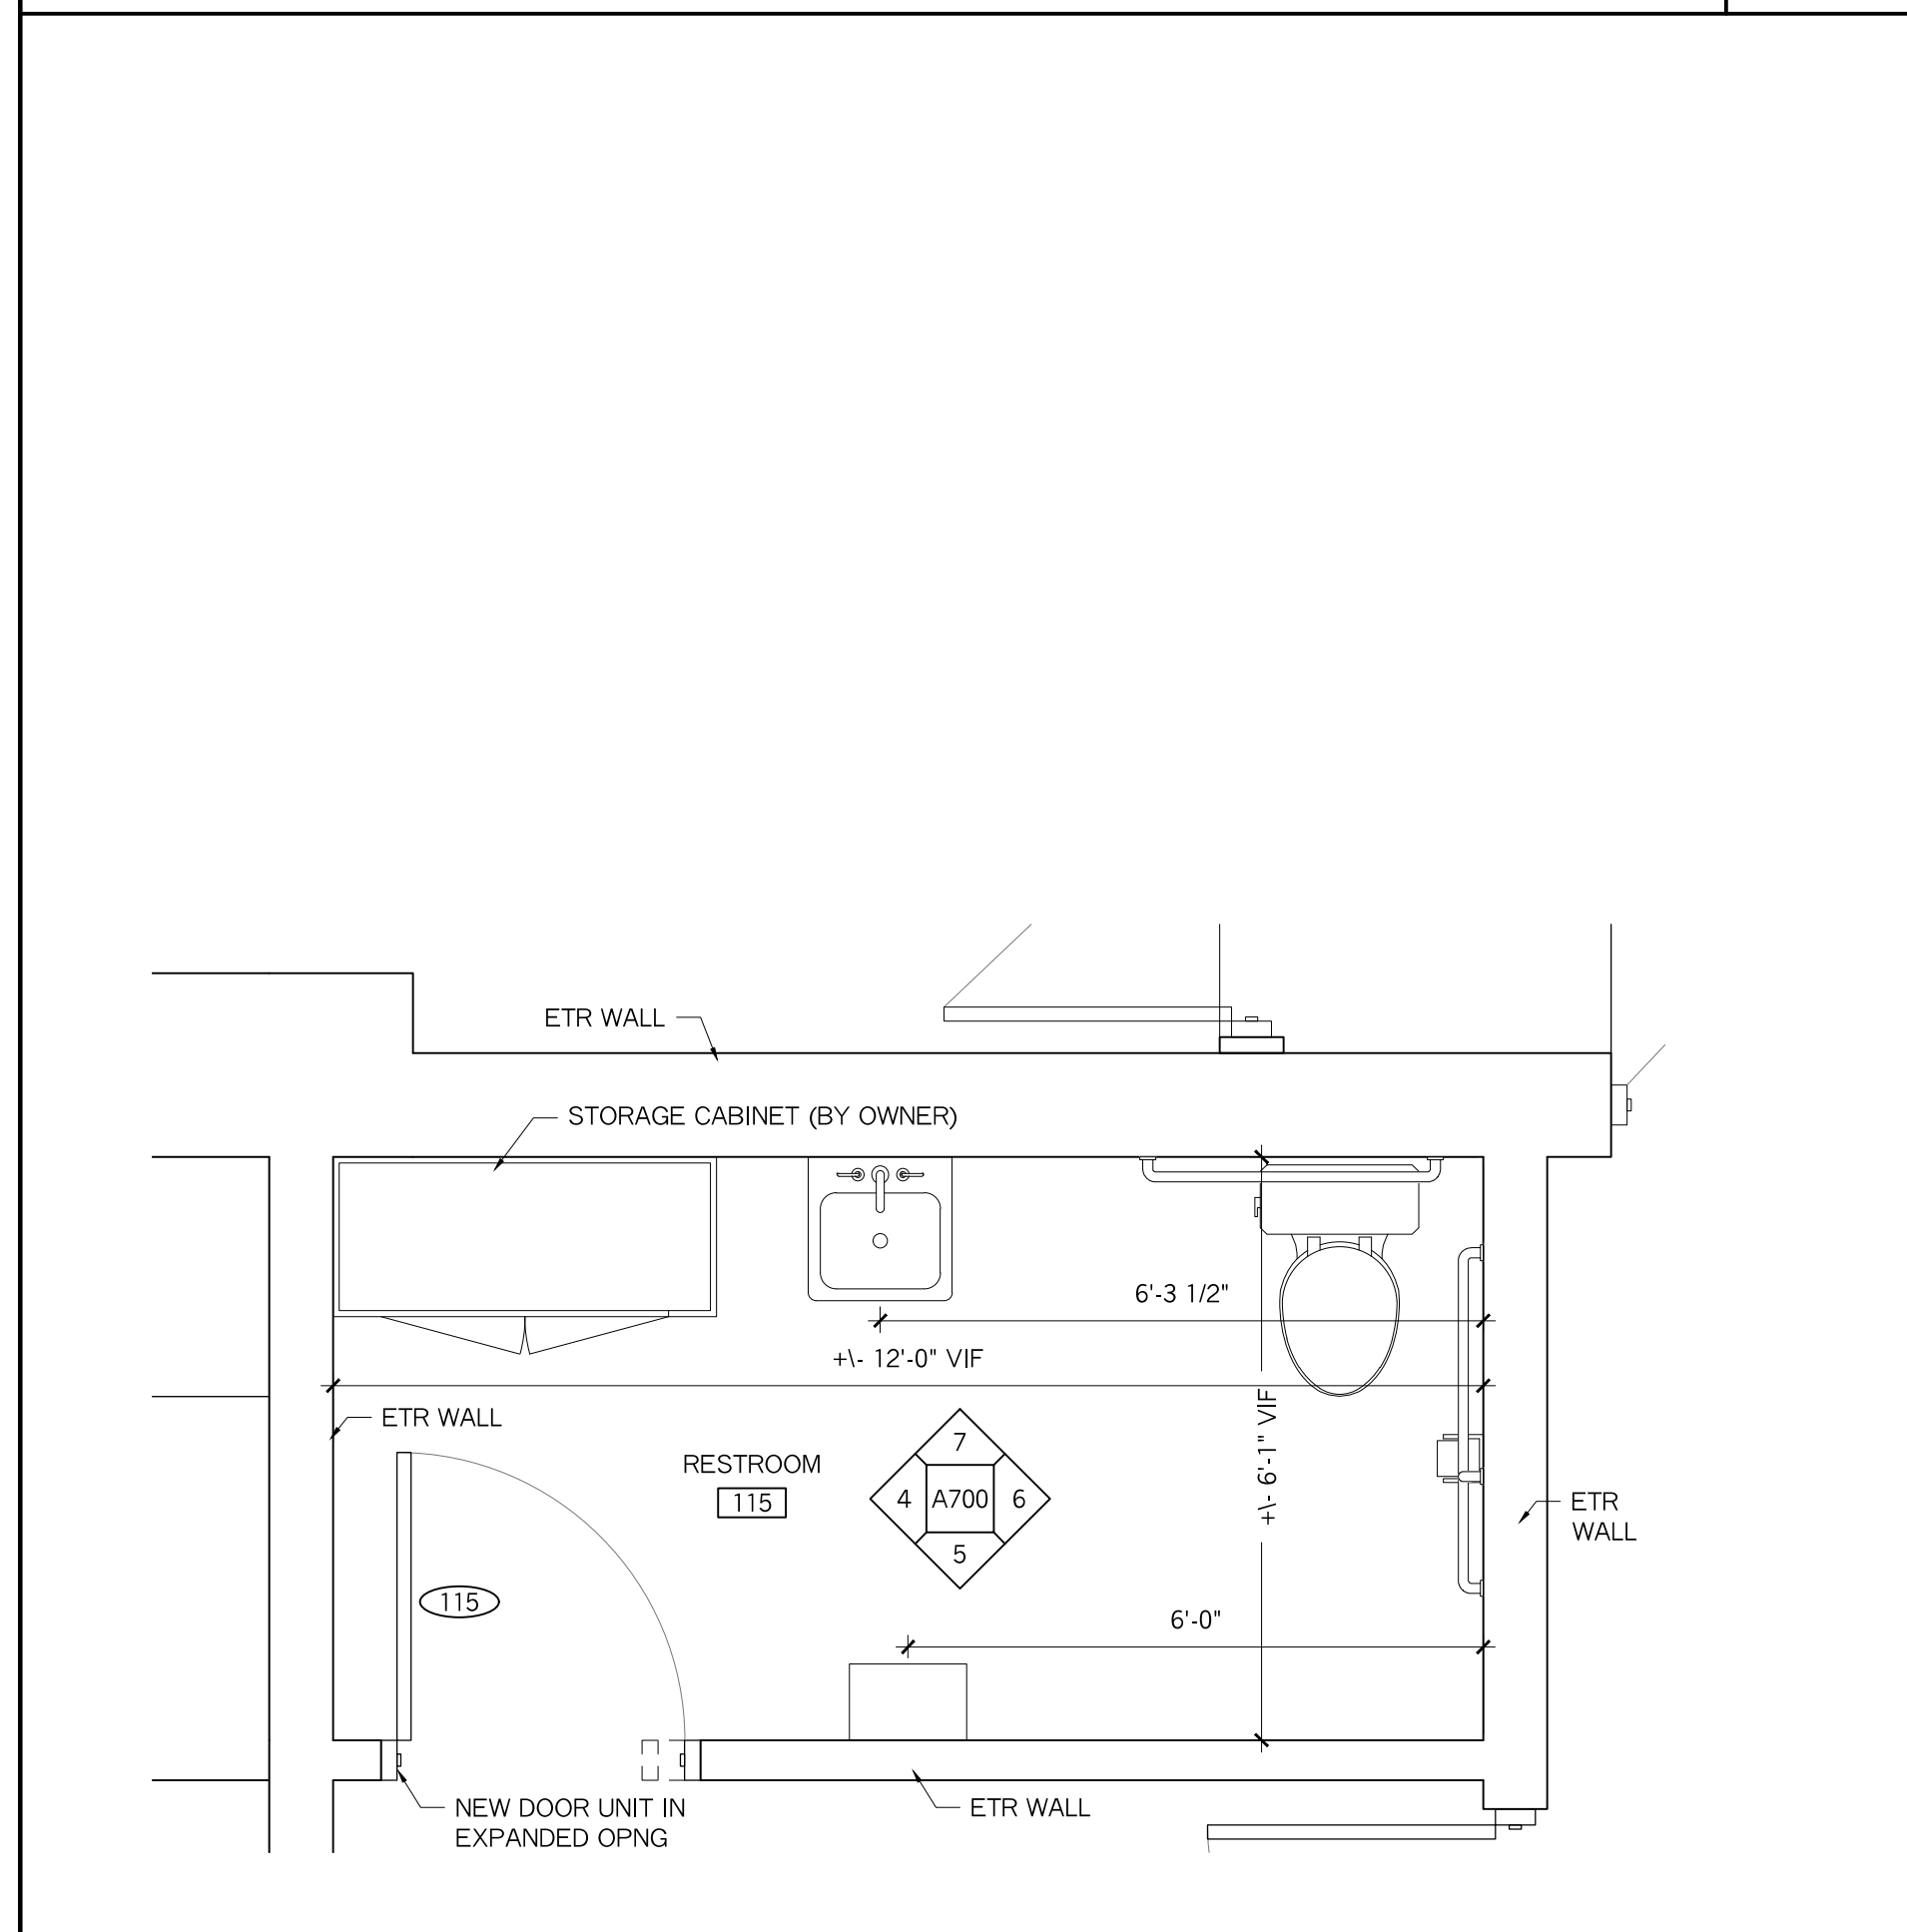 ETR WALL
STORAGE CABINET (BY OWNER)
6'-3 1/2"
+\- 12'-0" VIF
ETR WALL
+\- 6'-1" VIF
RESTROOM
115
7
4
A700
6
5
ETR
WALL
115
6'-0"
NEW DOOR UNIT IN
EXPANDED OPNG
ETR WALL